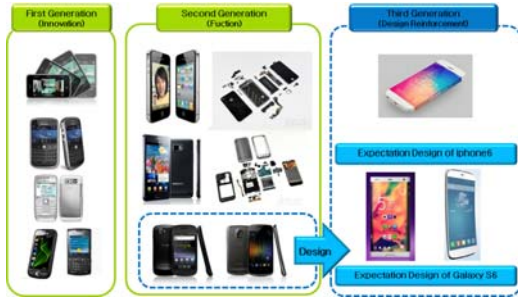 First Generation
(Innovation)
Second Generation
(Fuction)
Third Generation
(Design Reinforcement)
Expectation Design of iphone6
Design
Expectation Design of Galaxy S6